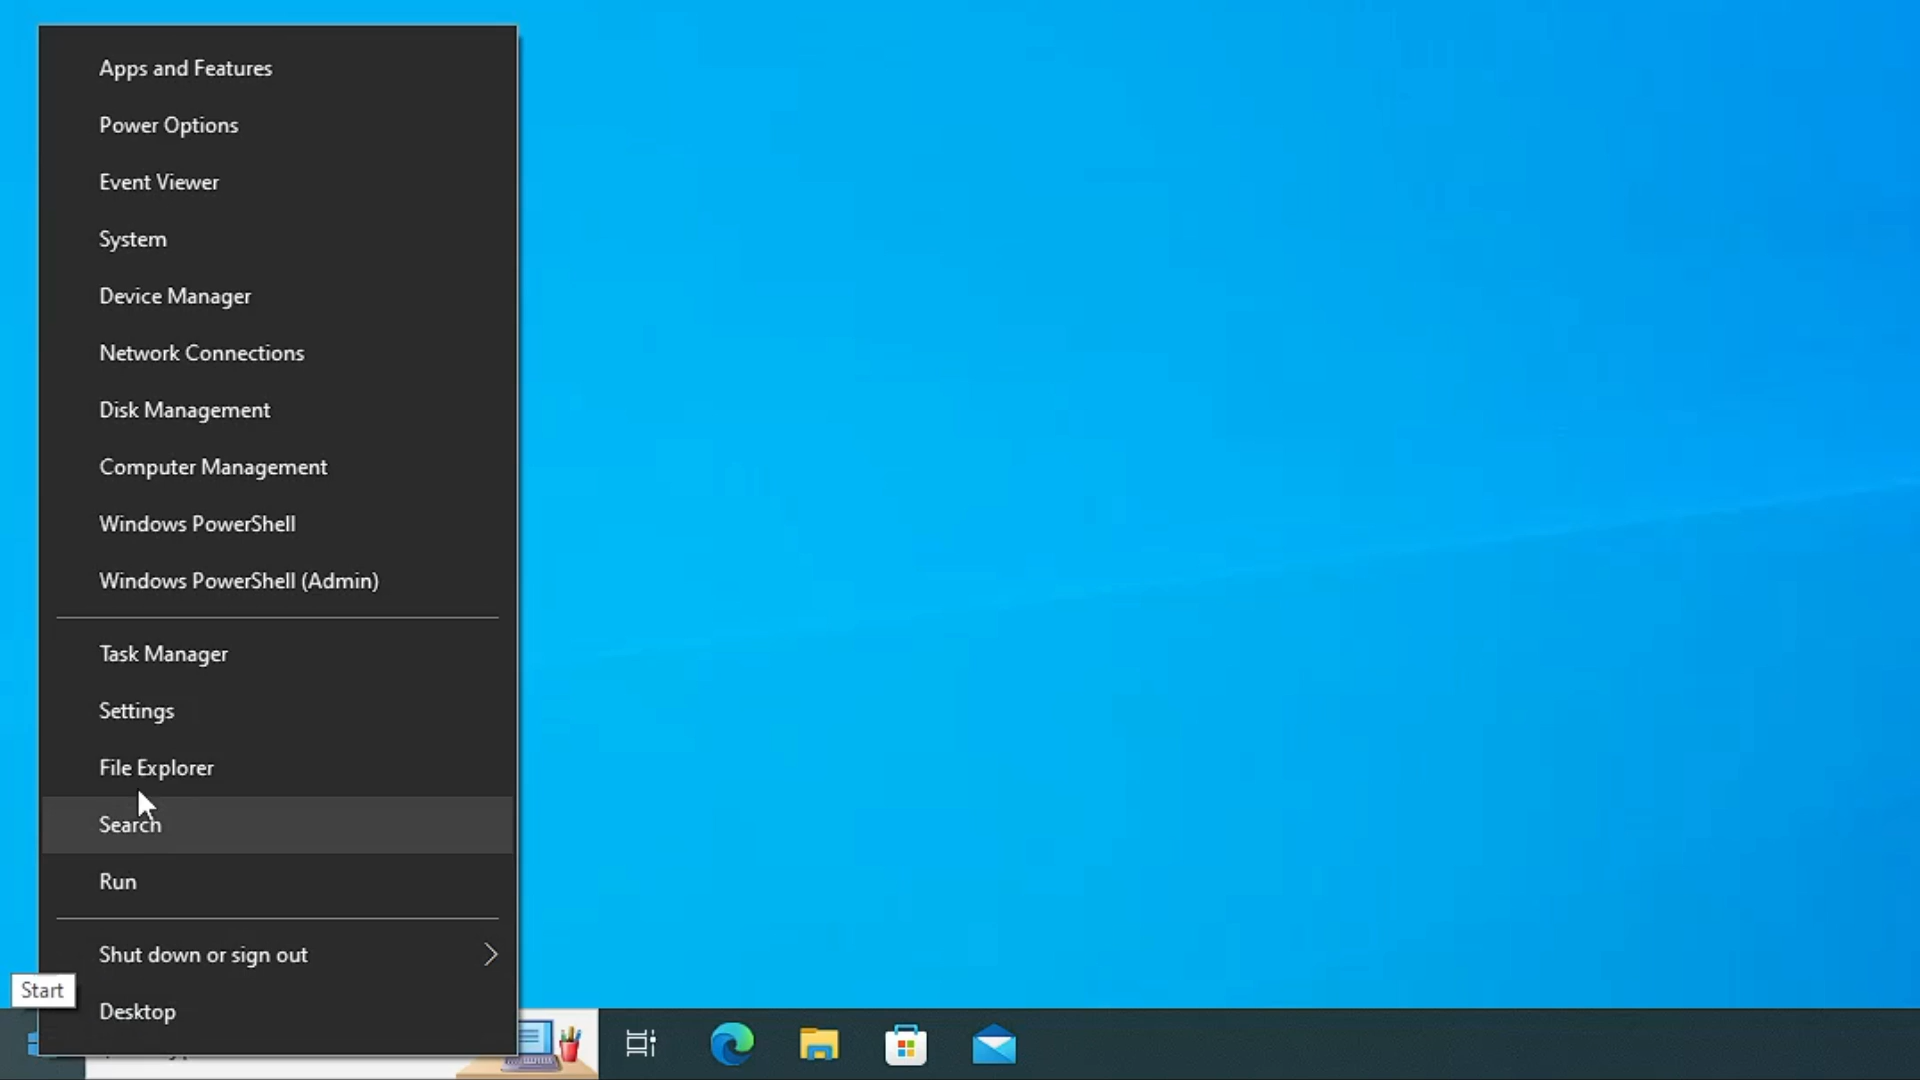 Apps and Features
Power Options
Event Viewer
System
Device Manager
Network Connections
Disk Management
Computer Management
Windows PowerShell
Windows PowerShell (Admin)
Task Manager
Settings
File Explorer
Search
Run
Shut down or sign out
Start
Desktop